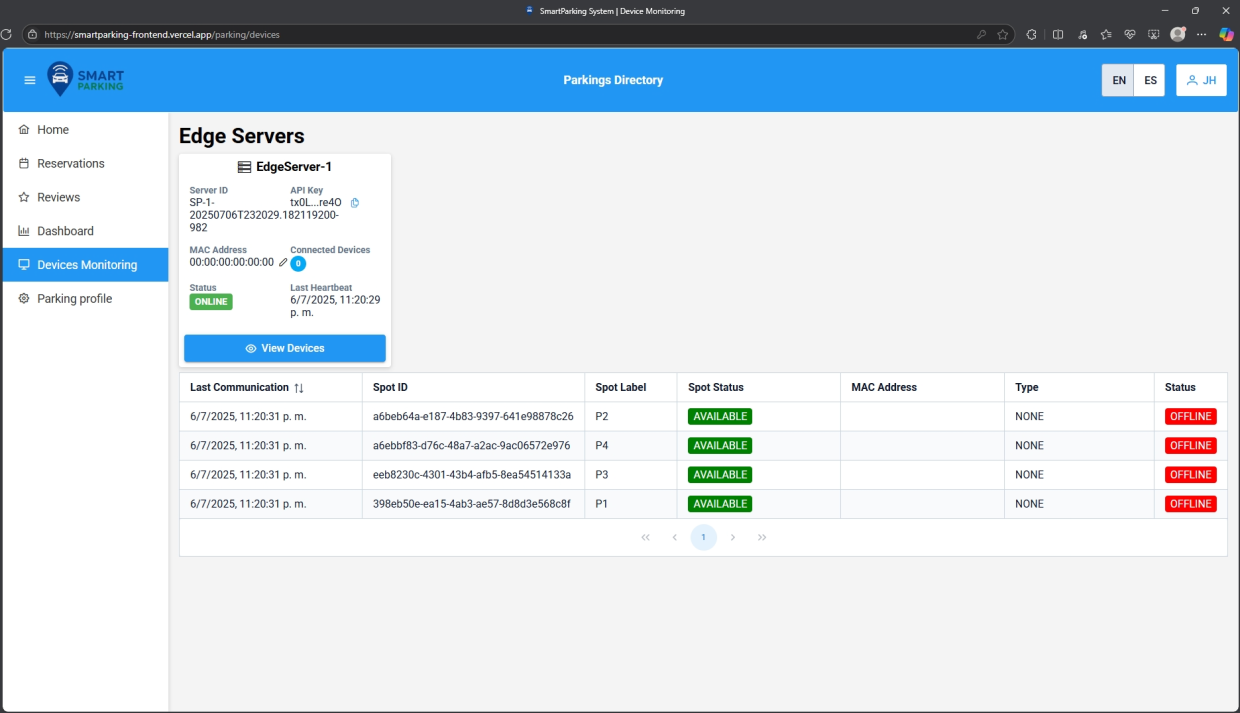 SmartParking System | Device Monitoring
https://smartparking-frontend.vercel.app/parking/devices
SMART
PARKING
Parkings Directory
EN ES JH
Home
Reservations
Reviews
Dashboard
Devices Monitoring
Parking profile
Edge Servers
EdgeServer-1
Server ID API Key
SP-1- tx0L...re4O
20250706T232029.182119200-
982
MAC Address Connected Devices
00:00:00:00:00:00 0
Status Last Heartbeat
ONLINE 6/7/2025, 11:20:29
p. m.
View Devices
Last Communication Spot ID Spot Label Spot Status MAC Address Type Status
6/7/2025, 11:20:31 p. m. a6beb64a-e187-4b83-9397-641e98878c26 P2 AVAILABLE NONE OFFLINE
6/7/2025, 11:20:31 p. m. a6ebbf83-d76c-48a7-a2ac-9ac06572e976 P4 AVAILABLE NONE OFFLINE
6/7/2025, 11:20:31 p. m. eeb8230c-4301-43b4-afb5-8ea54514133a P3 AVAILABLE NONE OFFLINE
6/7/2025, 11:20:31 p. m. 398eb50e-ea15-4ab3-ae57-8d8d3e568c8f P1 AVAILABLE NONE OFFLINE
1